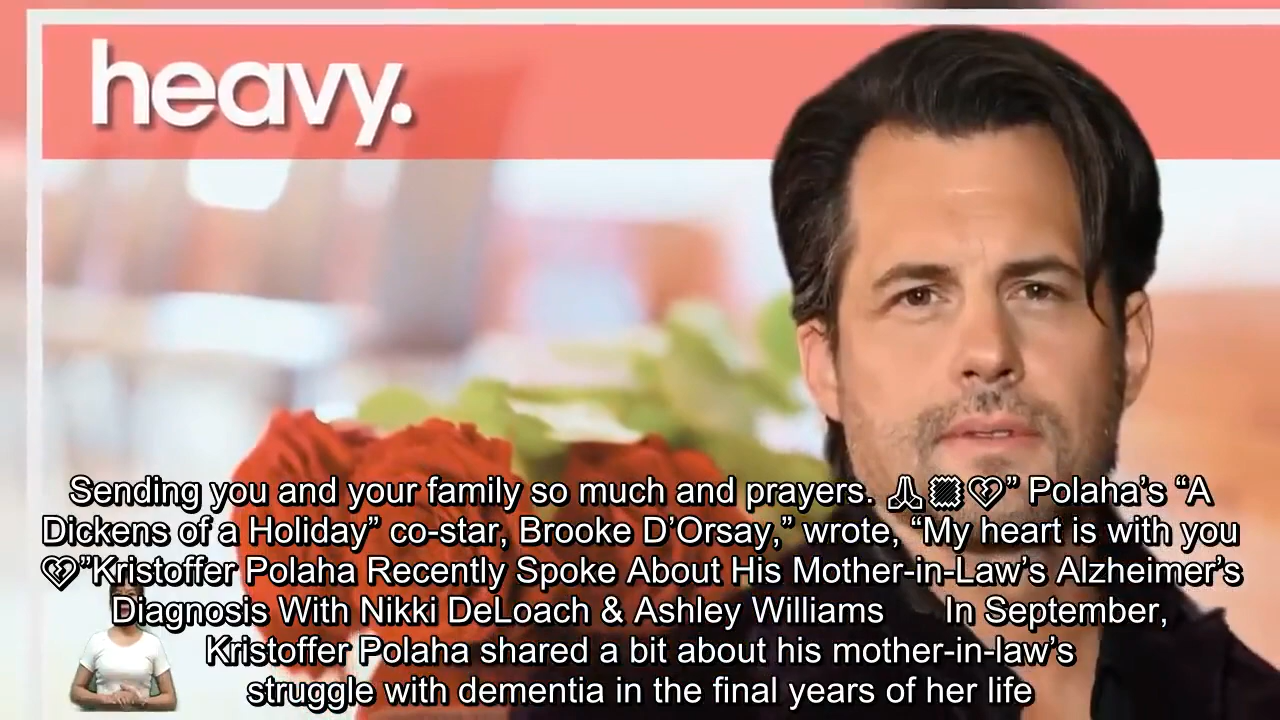 heavy.
Sending you and your family so much and prayers. 🙏 💔” Polaha’s “A
Dickens of a Holiday” co-star, Brooke D’Orsay,” wrote, “My heart is with you
💔”Kristoffer Polaha Recently Spoke About His Mother-in-Law’s Alzheimer’s
Diagnosis With Nikki DeLoach & Ashley Williams In September,
Kristoffer Polaha shared a bit about his mother-in-law’s
struggle with dementia in the final years of her life